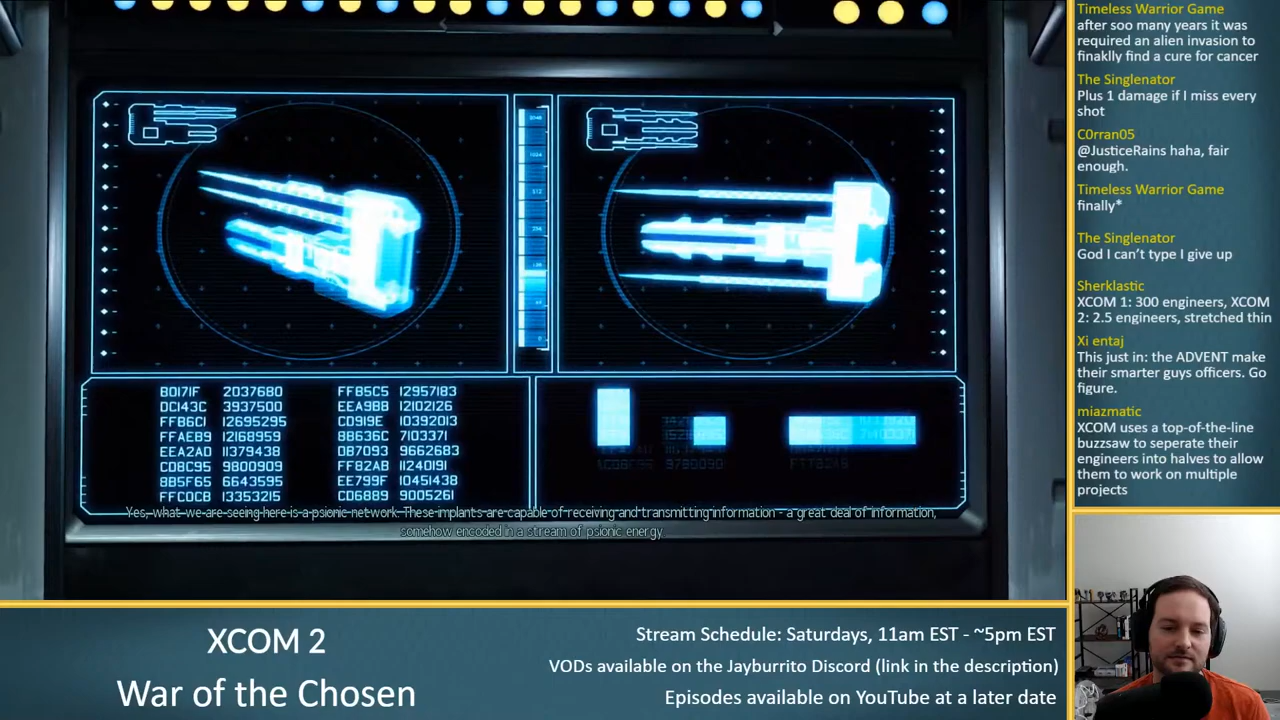 BD171F 2037680
DC143C 3937500
FFB6C1 12695295
FFAEB9 12168959
EEA2AD 11379438
CD8C95 9800909
8B5F65 6643595
FFC0CB 13353215
FFB5C5 12957183
EEA9B8 12102126
CD919E 10392013
8B636C 7103371
DB7093 9662683
FF82AB 11240191
EE799F 10451438
CD6889 9005261
Yes, what we are seeing here is a psionic network. These implants are capable of receiving and transmitting information - a great deal of information,
somehow encoded in a stream of psionic energy.
Timeless Warrior Game
after soo many years it was
required an alien invasion to
finaklly find a cure for cancer
The Singlenator
Plus 1 damage if I miss every
shot
C0rran05
@JusticeRains haha, fair
enough.
Timeless Warrior Game
finally*
The Singlenator
God I can't type I give up
Sherklastic
XCOM 1: 300 engineers, XCOM
2: 2.5 engineers, stretched thin
Xi entaj
This just in: the ADVENT make
their smarter guys officers. Go
figure.
miazmatic
XCOM uses a top-of-the-line
buzzsaw to seperate their
engineers into halves to allow
them to work on multiple
projects
XCOM 2
War of the Chosen
Stream Schedule: Saturdays, 11am EST - ~5pm EST
VODs available on the Jayburrito Discord (link in the description)
Episodes available on YouTube at a later date